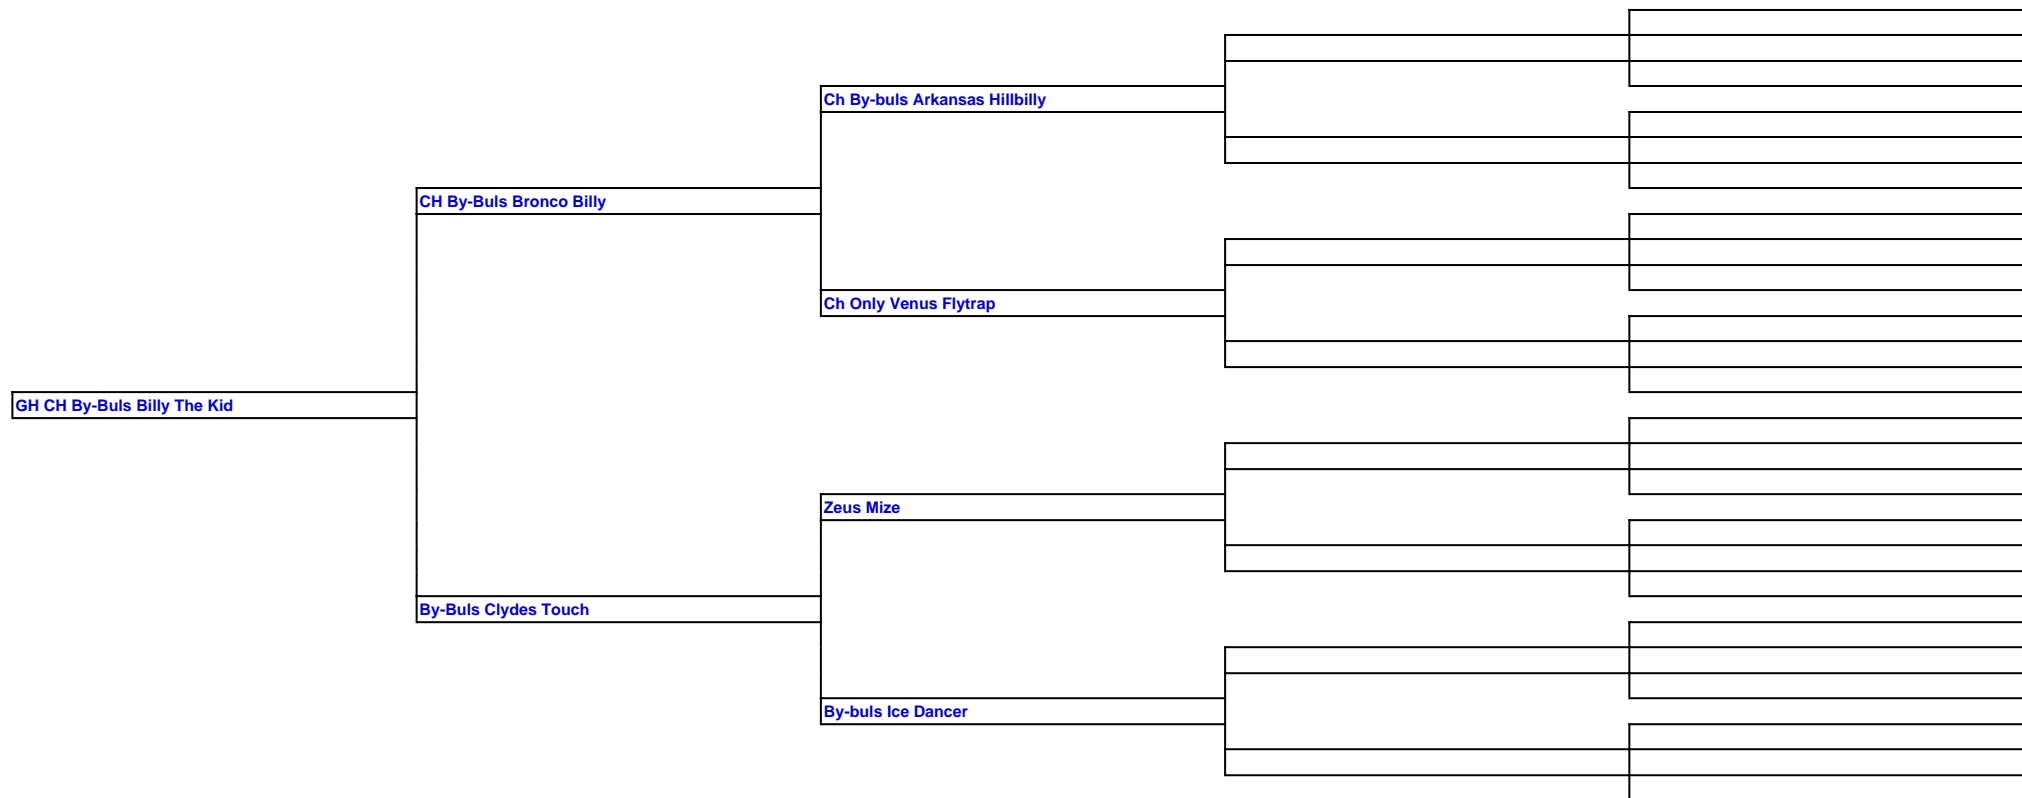 Ch By-buls Arkansas Hillbilly
CH By-Buls Bronco Billy
Ch Only Venus Flytrap
GH CH By-Buls Billy The Kid
Zeus Mize
By-Buls Clydes Touch
By-buls Ice Dancer